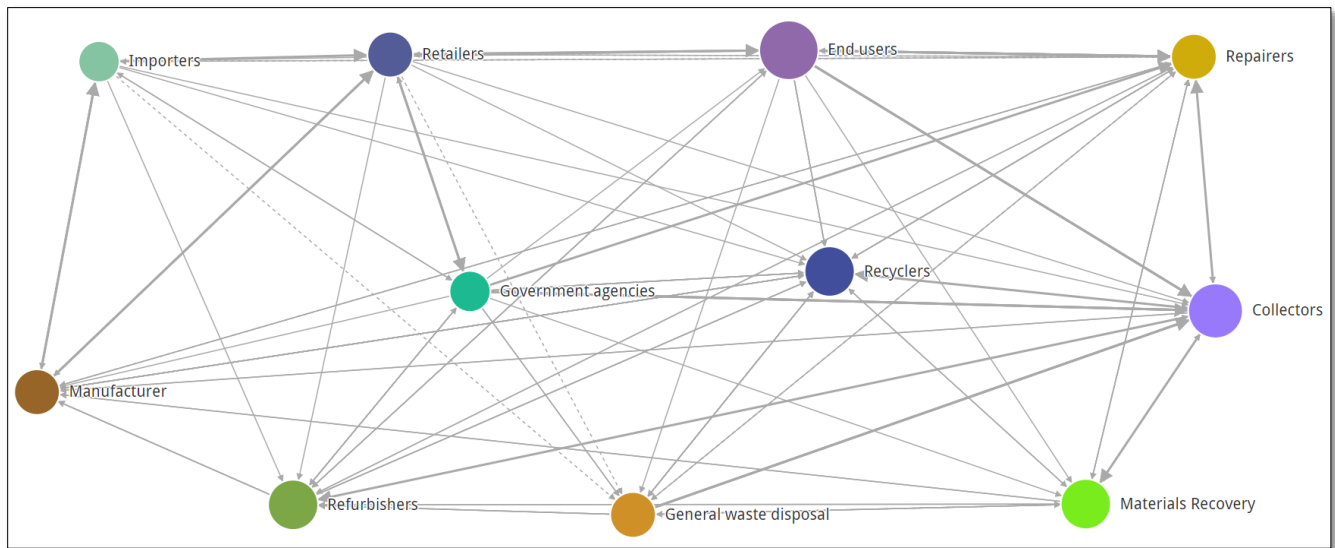 Importers
Retailers
End users
Repairers
Government agencies
Recyclers
Collectors
Manufacturer
Refurbishers
General waste disposal
Materials Recovery